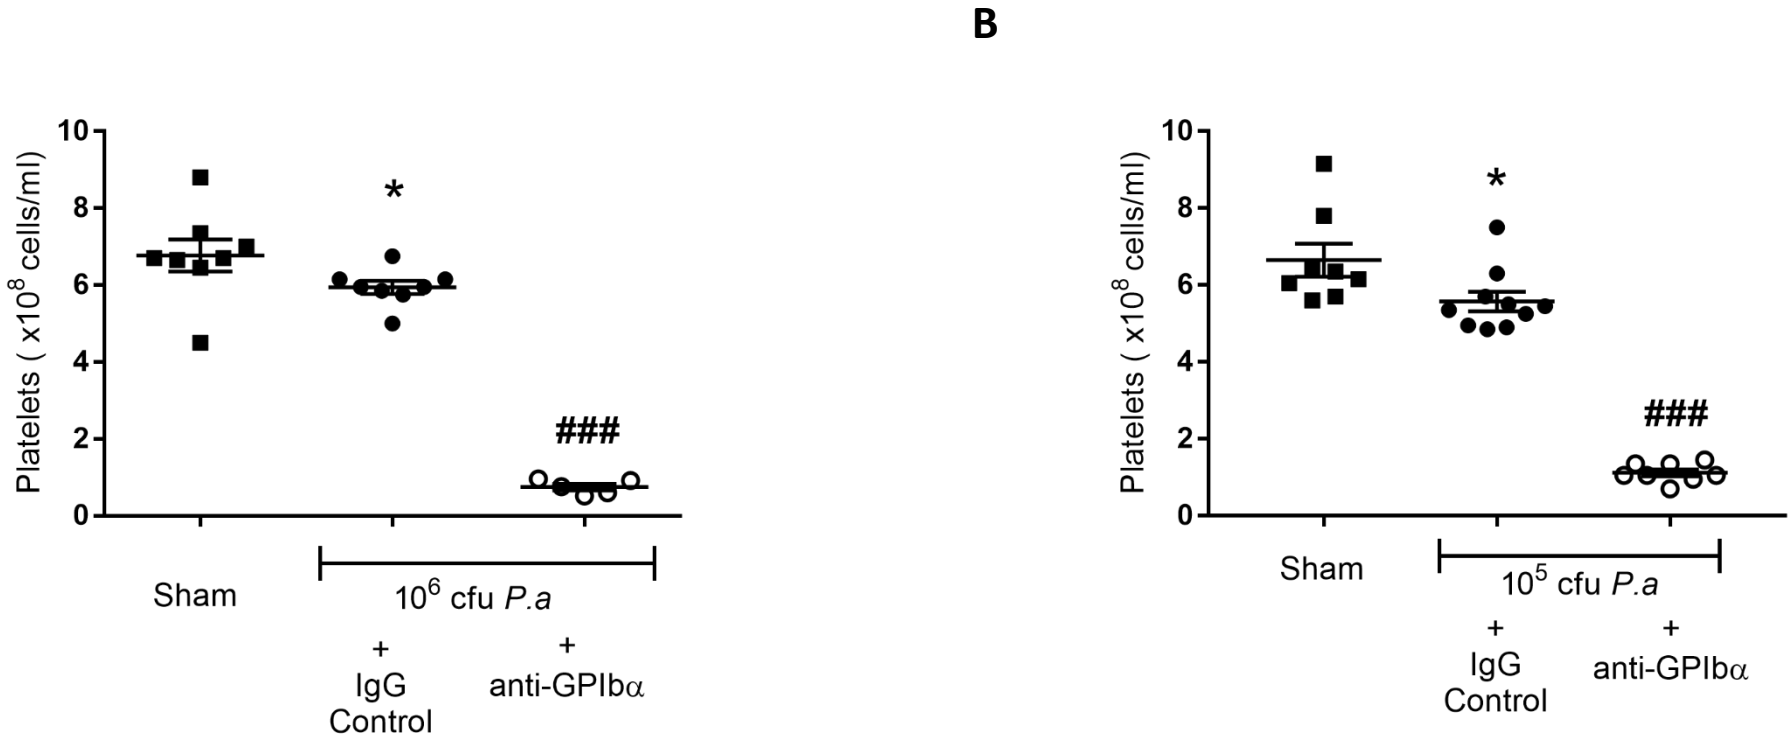 B
Platelets ( x10⁸ cells/ml)
10
8
6
4
2
0
*
###
Sham
10⁶ cfu P.a
+
+
IgG
Control
anti-GPIbα
Platelets ( x10⁸ cells/ml)
10
8
6
4
2
0
*
###
Sham
10⁵ cfu P.a
+
+
IgG
Control
anti-GPIbα